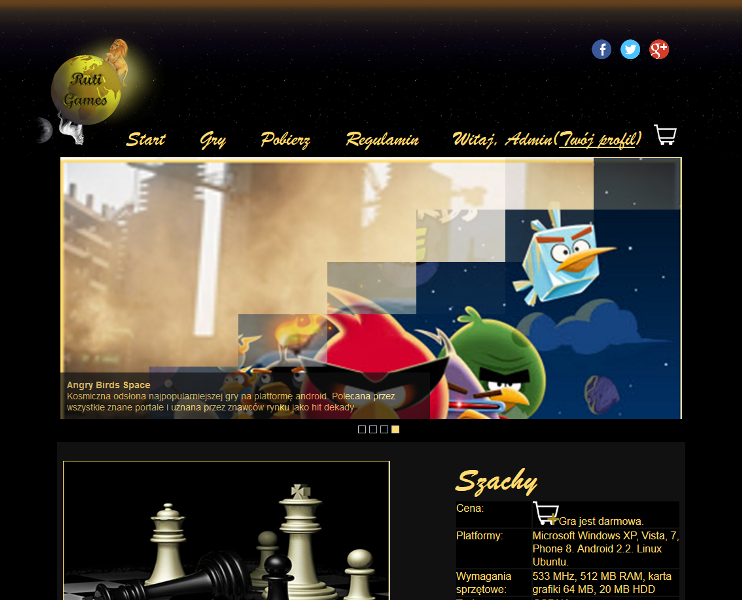 Ruti
Games
Start Gry Pobierz Regulamin Witaj, Admin(Twój profil)
Angry Birds Space
Kosmiczna odsłona najpopularniejszej gry na platformę android. Polecana przez
wszystkie znane portale i uznana przez znawców rynku jako hit dekady
Szachy
Cena: Gra jest darmowa.
Platformy: Microsoft Windows XP, Vista, 7,
Phone 8. Android 2.2. Linux
Ubuntu.
Wymagania 533 MHz, 512 MB RAM, karta
sprzętowe: grafiki 64 MB, 20 MB HDD